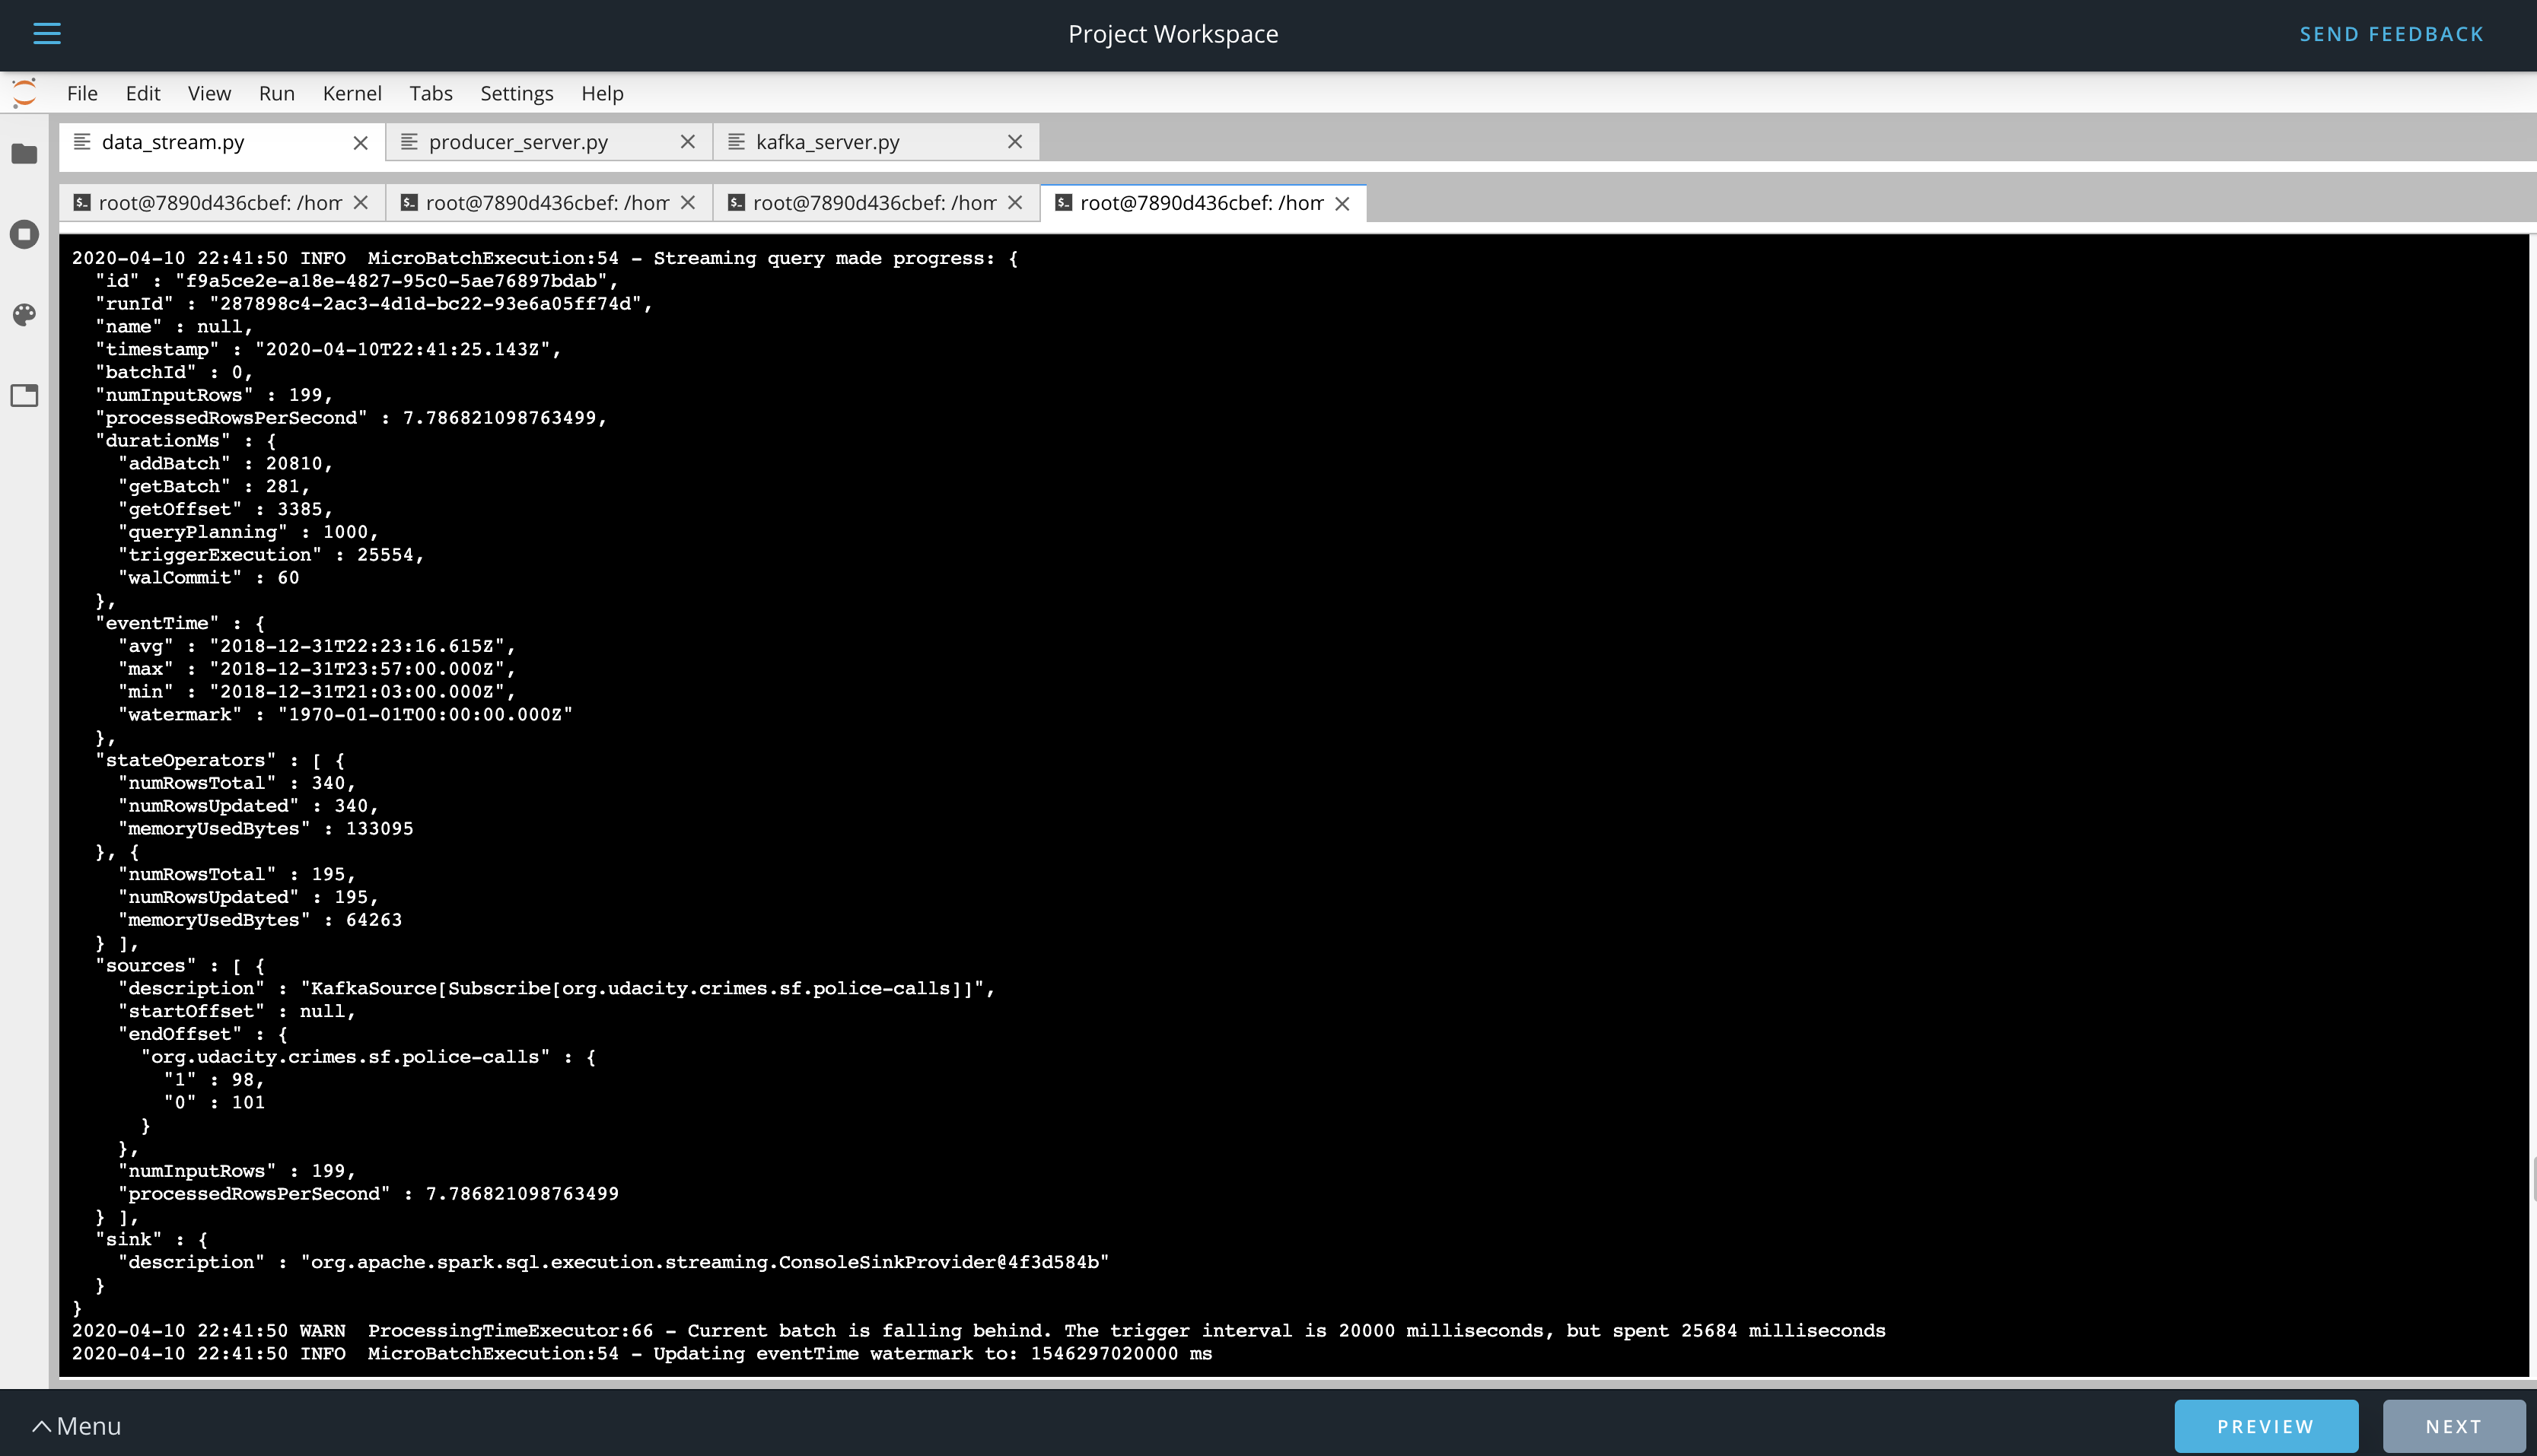 Project Workspace
SEND FEEDBACK
File Edit View Run Kernel Tabs Settings Help
data_stream.py producer_server.py kafka_server.py
root@7890d436cbef: /hom root@7890d436cbef: /hom root@7890d436cbef: /hom root@7890d436cbef: /hom
2020-04-10 22:41:50 INFO  MicroBatchExecution:54 - Streaming query made progress: {
  "id" : "f9a5ce2e-a18e-4827-95c0-5ae76897bdab",
  "runId" : "287898c4-2ac3-4d1d-bc22-93e6a05ff74d",
  "name" : null,
  "timestamp" : "2020-04-10T22:41:25.143Z",
  "batchId" : 0,
  "numInputRows" : 199,
  "processedRowsPerSecond" : 7.786821098763499,
  "durationMs" : {
    "addBatch" : 20810,
    "getBatch" : 281,
    "getOffset" : 3385,
    "queryPlanning" : 1000,
    "triggerExecution" : 25554,
    "walCommit" : 60
  },
  "eventTime" : {
    "avg" : "2018-12-31T22:23:16.615Z",
    "max" : "2018-12-31T23:57:00.000Z",
    "min" : "2018-12-31T21:03:00.000Z",
    "watermark" : "1970-01-01T00:00:00.000Z"
  },
  "stateOperators" : [ {
    "numRowsTotal" : 340,
    "numRowsUpdated" : 340,
    "memoryUsedBytes" : 133095
  }, {
    "numRowsTotal" : 195,
    "numRowsUpdated" : 195,
    "memoryUsedBytes" : 64263
  } ],
  "sources" : [ {
    "description" : "KafkaSource[Subscribe[org.udacity.crimes.sf.police-calls]]",
    "startOffset" : null,
    "endOffset" : {
      "org.udacity.crimes.sf.police-calls" : {
        "1" : 98,
        "0" : 101
      }
    },
    "numInputRows" : 199,
    "processedRowsPerSecond" : 7.786821098763499
  } ],
  "sink" : {
    "description" : "org.apache.spark.sql.execution.streaming.ConsoleSinkProvider@4f3d584b"
  }
}
2020-04-10 22:41:50 WARN  ProcessingTimeExecutor:66 - Current batch is falling behind. The trigger interval is 20000 milliseconds, but spent 25684 milliseconds
2020-04-10 22:41:50 INFO  MicroBatchExecution:54 - Updating eventTime watermark to: 1546297020000 ms
Menu
PREVIEW
NEXT